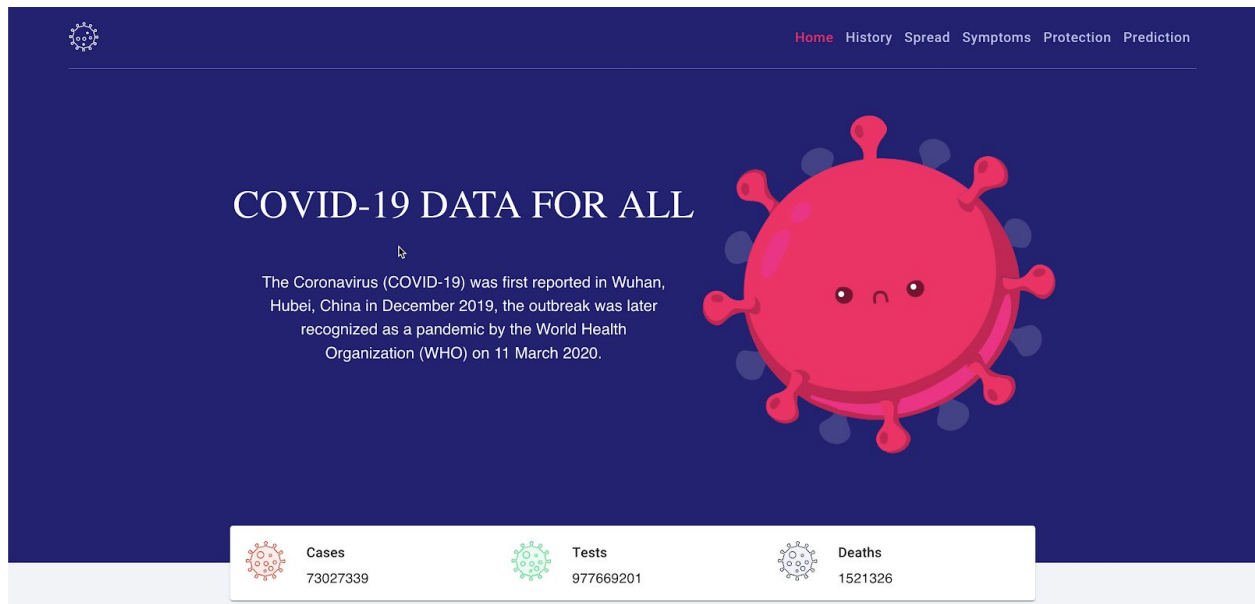 Home History Spread Symptoms Protection Prediction
COVID-19 DATA FOR ALL
The Coronavirus (COVID-19) was first reported in Wuhan,
Hubei, China in December 2019, the outbreak was later
recognized as a pandemic by the World Health
Organization (WHO) on 11 March 2020.
Cases
73027339
Tests
977669201
Deaths
1521326